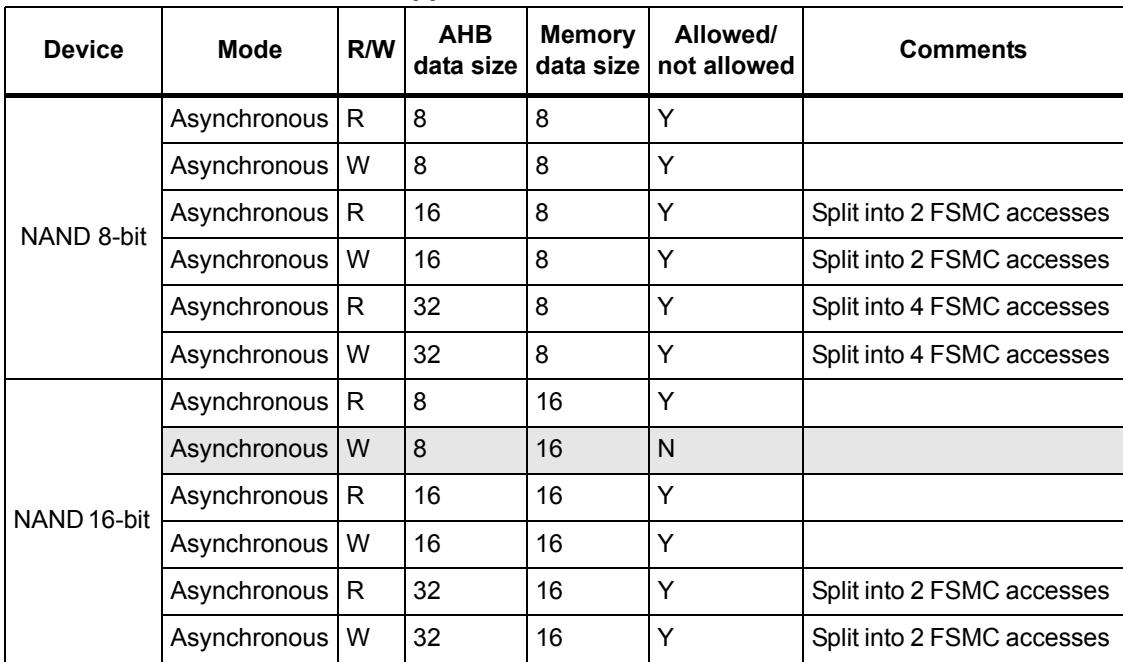 Device Mode R/W AHB data size Memory data size Allowed/ not allowed Comments
NAND 8-bit
Asynchronous R 8 8 Y
Asynchronous W 8 8 Y
Asynchronous R 16 8 Y Split into 2 FSMC accesses
Asynchronous W 16 8 Y Split into 2 FSMC accesses
Asynchronous R 32 8 Y Split into 4 FSMC accesses
Asynchronous W 32 8 Y Split into 4 FSMC accesses
NAND 16-bit
Asynchronous R 8 16 Y
Asynchronous W 8 16 N
Asynchronous R 16 16 Y
Asynchronous W 16 16 Y
Asynchronous R 32 16 Y Split into 2 FSMC accesses
Asynchronous W 32 16 Y Split into 2 FSMC accesses